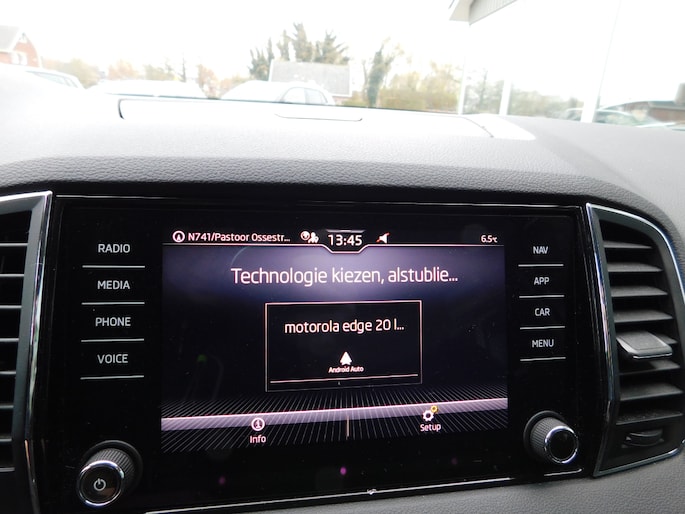 N741/Pastoor Ossestr... 13:45 6.5°C
Technologie kiezen, alstublie...
motorola edge 20 l...
Android Auto
Info
Setup
RADIO
MEDIA
PHONE
VOICE
NAV
APP
CAR
MENU